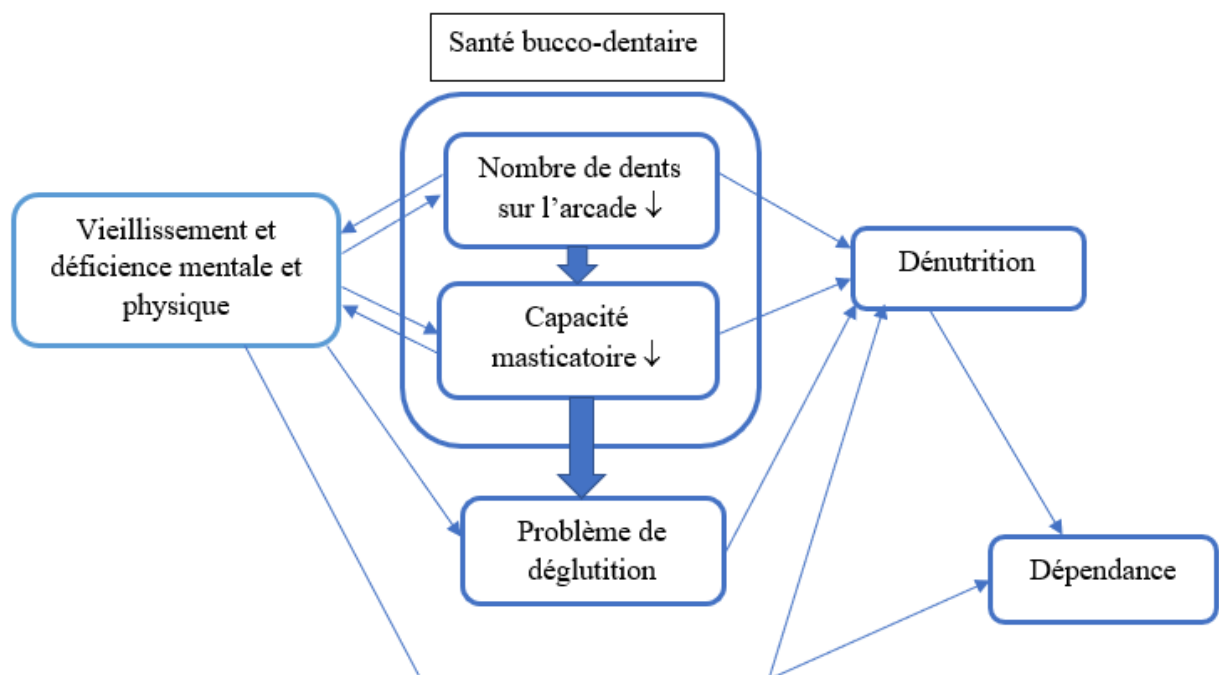 Santé bucco-dentaire
Nombre de dents
sur l’arcade ↓
Vieillissement et
déficience mentale et
physique
Dénutrition
Capacité
masticatoire ↓
Problème de
déglutition
Dépendance